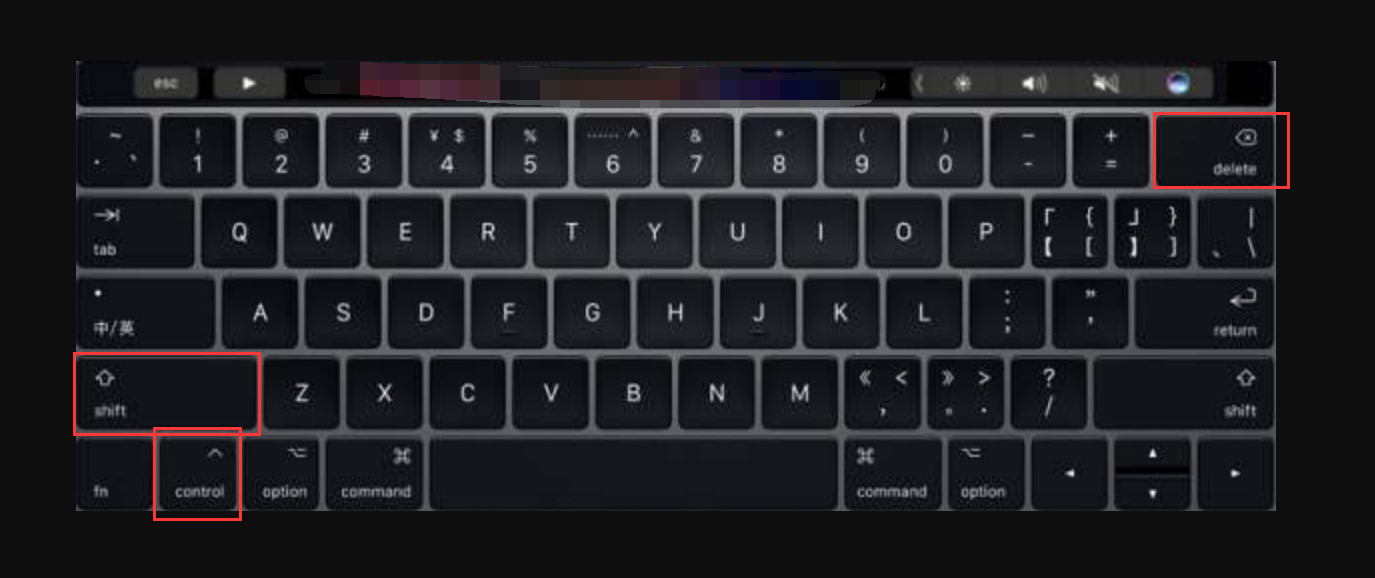 esc
~ ! @ # ¥ $ % …… ^ & * ( ) — +
· ` 1 2 3 4 5 6 7 8 9 0 - = delete
tab Q W E R T Y U I O P 「 { 」 } |
【 [ 】 ] 、 \
中/英 A S D F G H J K L : ; " ' return
shift Z X C V B N M 《 < 》 > ? shift
, 。 . /
fn control ^ option ⌥ command ⌘ ⌘ command ⌥ option